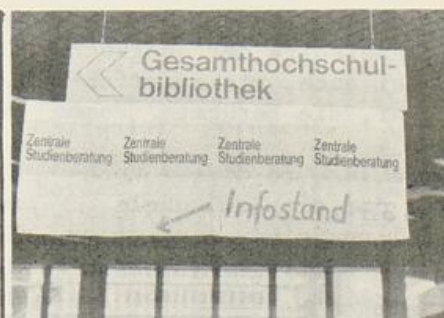 Gesamthochschul-
bibliothek
Zentrale Zentrale Zentrale Zentrale
Studienberatung Studienberatung Studienberatung Studienberatung
Infostand